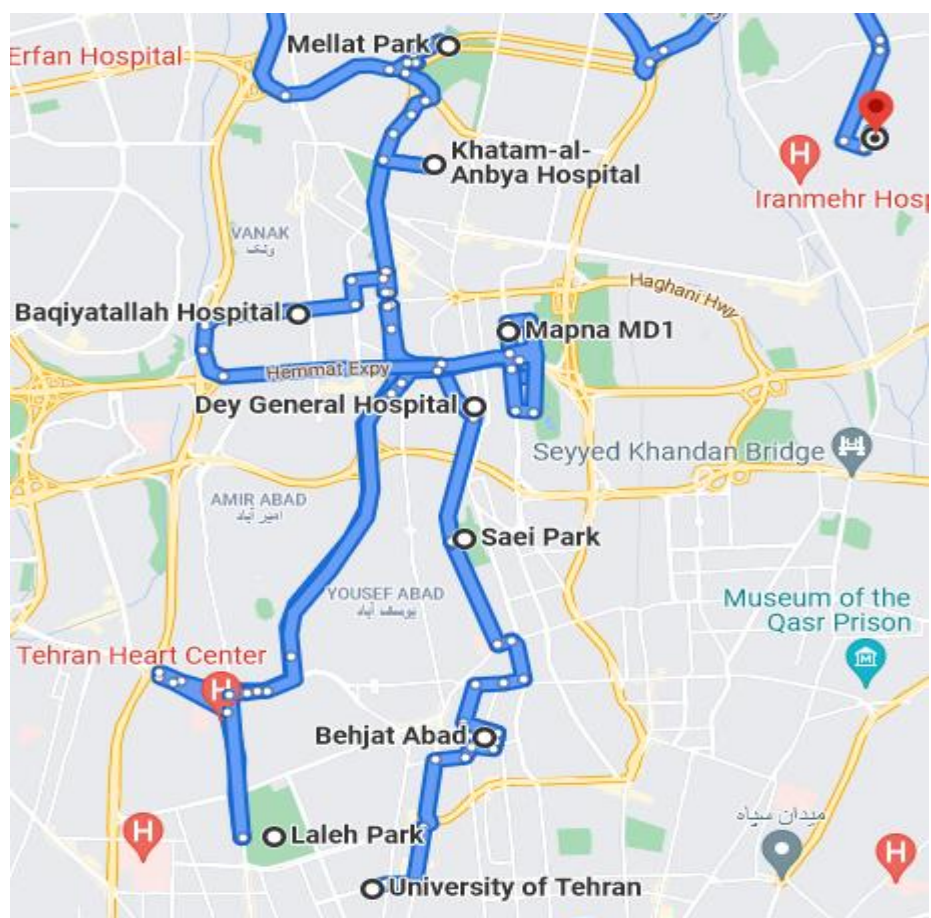 Mellat Park
Erfan Hospital
Khatam-al-
Anbya Hospital
Iranmehr Hosp
VANAK
ونک
Haghani Hwy
Baqiyatallah Hospital
Mapna MD1
Hemmat Expy
Dey General Hospital
Seyyed Khandan Bridge
AMIR ABAD
امیر آباد
Saei Park
YOUSEF ABAD
یوسف آباد
Museum of the
Qasr Prison
Tehran Heart Center
H
Behjat Abad
میدان سپاه
H
Laleh Park
H
University of Tehran